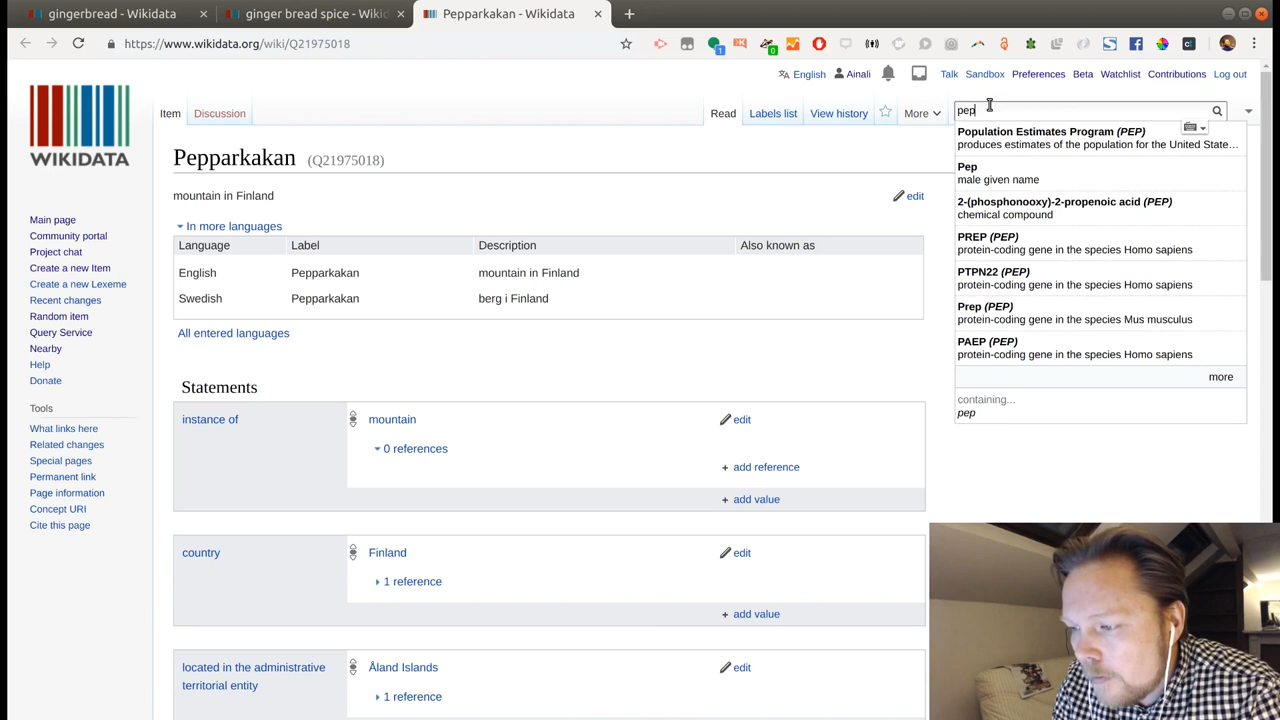 gingerbread - Wikidata
ginger bread spice - Wikid
Pepparkakan - Wikidata
https://www.wikidata.org/wiki/Q21975018
1
0
English
Ainali
Talk
Sandbox
Preferences
Beta
Watchlist
Contributions
Log out
WIKIDATA
Item
Discussion
Read
Labels list
View history
More
pep
Main page
Community portal
Project chat
Create a new Item
Create a new Lexeme
Recent changes
Random item
Query Service
Nearby
Help
Donate
Tools
What links here
Related changes
Special pages
Permanent link
Page information
Concept URI
Cite this page
Pepparkakan (Q21975018)
mountain in Finland
edit
In more languages
Language Label Description Also known as
English Pepparkakan mountain in Finland
Swedish Pepparkakan berg i Finland
All entered languages
Statements
instance of
mountain
edit
0 references
+ add reference
+ add value
country
Finland
edit
1 reference
+ add value
located in the administrative
territorial entity
Åland Islands
edit
1 reference
Population Estimates Program (PEP)
produces estimates of the population for the United State…
Pep
male given name
2-(phosphonooxy)-2-propenoic acid (PEP)
chemical compound
PREP (PEP)
protein-coding gene in the species Homo sapiens
PTPN22 (PEP)
protein-coding gene in the species Homo sapiens
Prep (PEP)
protein-coding gene in the species Mus musculus
PAEP (PEP)
protein-coding gene in the species Homo sapiens
more
containing...
pep